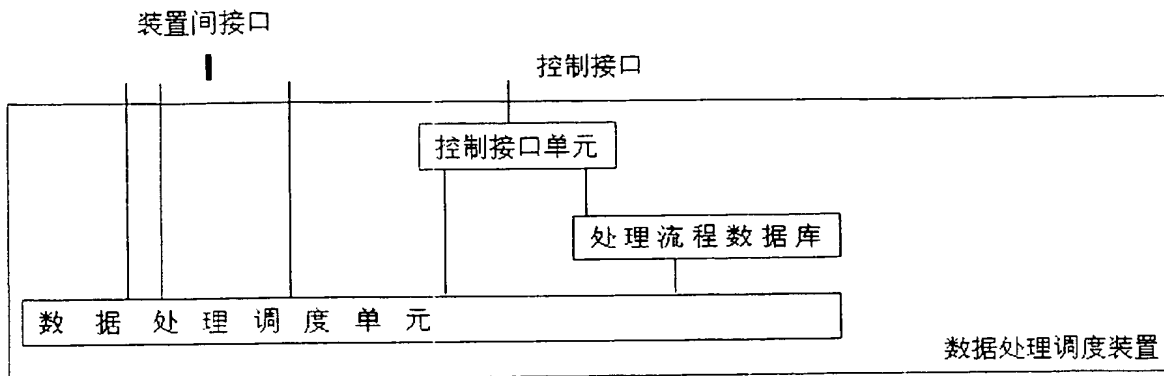 装置间接口
控制接口
控制接口单元
处理流程数据库
数据处理调度单元
数据处理调度装置